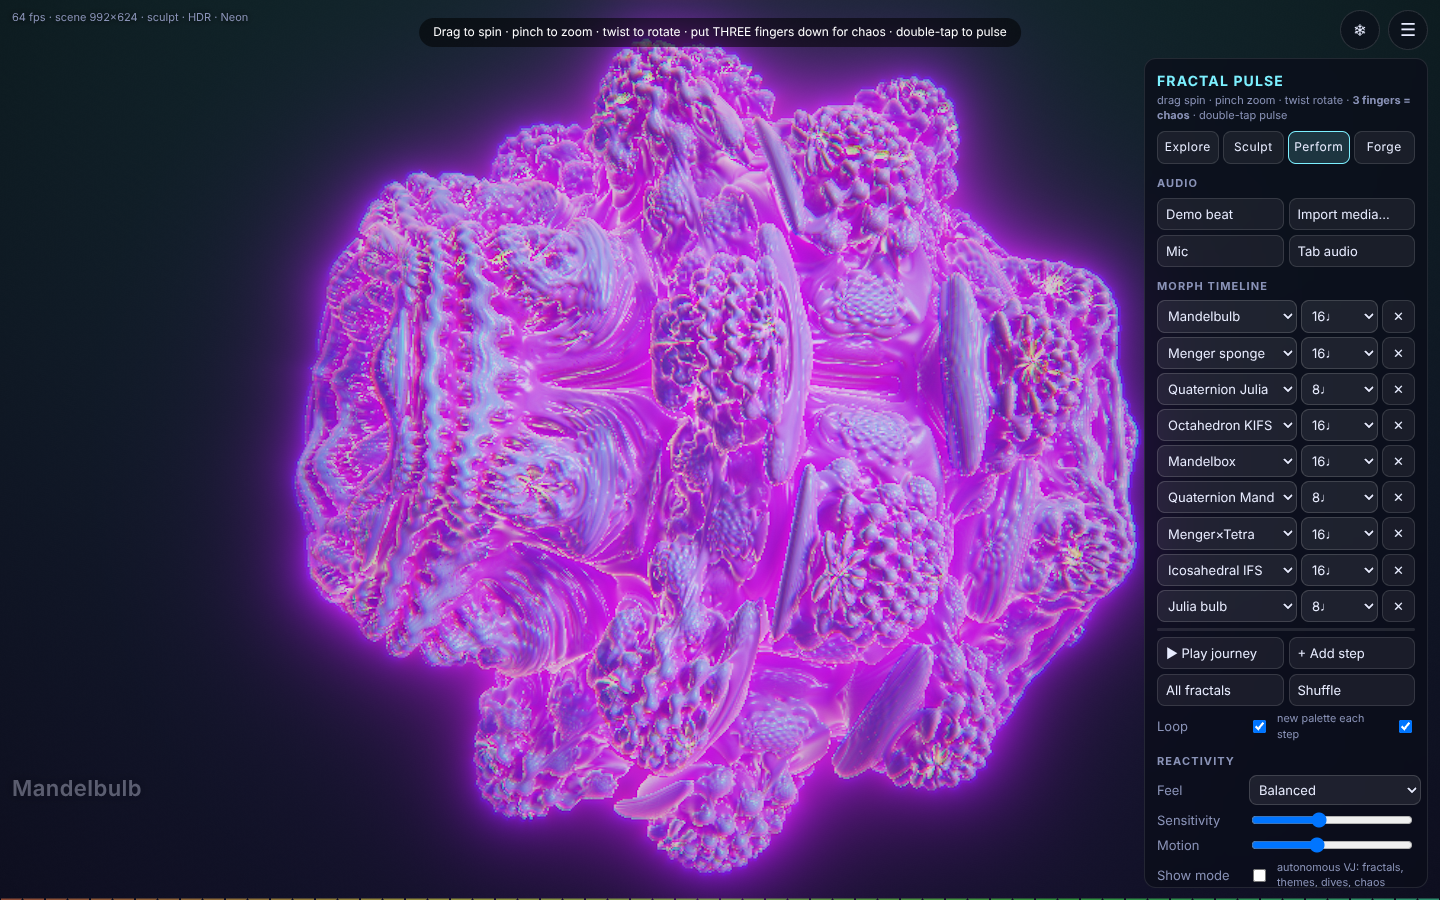 64 fps · scene 992×624 · sculpt · HDR · Neon
Drag to spin · pinch to zoom · twist to rotate · put THREE fingers down for chaos · double-tap to pulse
FRACTAL PULSE
drag spin · pinch zoom · twist rotate · 3 fingers =
chaos · double-tap pulse
Explore Sculpt Perform Forge
AUDIO
Demo beat Import media...
Mic Tab audio
MORPH TIMELINE
Mandelbulb 16♩ ✕
Menger sponge 16♩ ✕
Quaternion Julia 8♩ ✕
Octahedron KIFS 16♩ ✕
Mandelbox 16♩ ✕
Quaternion Mand 8♩ ✕
Menger×Tetra 16♩ ✕
Icosahedral IFS 16♩ ✕
Julia bulb 8♩ ✕
▶ Play journey + Add step
All fractals Shuffle
Loop new palette each
step
REACTIVITY
Feel Balanced
Sensitivity
Motion
Show mode autonomous VJ: fractals,
themes, dives, chaos
Mandelbulb